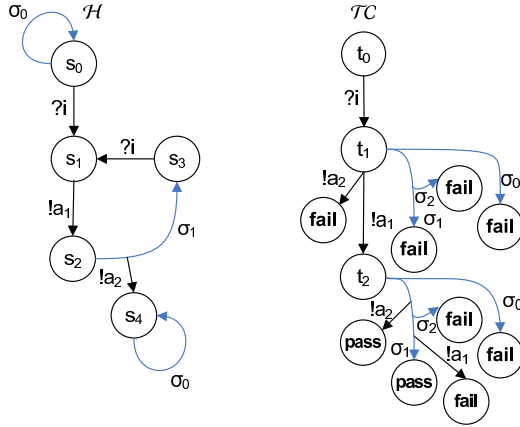 ℋ
σ₀
s₀
?i
s₁
?i
s₃
!a₁
s₂
σ₁
!a₂
s₄
σ₀
𝒯𝒞
t₀
?i
t₁
!a₂
σ₂
fail
σ₀
fail
!a₁
σ₁
fail
fail
t₂
!a₂
σ₂
fail
σ₀
pass
σ₁
!a₁
fail
pass
fail